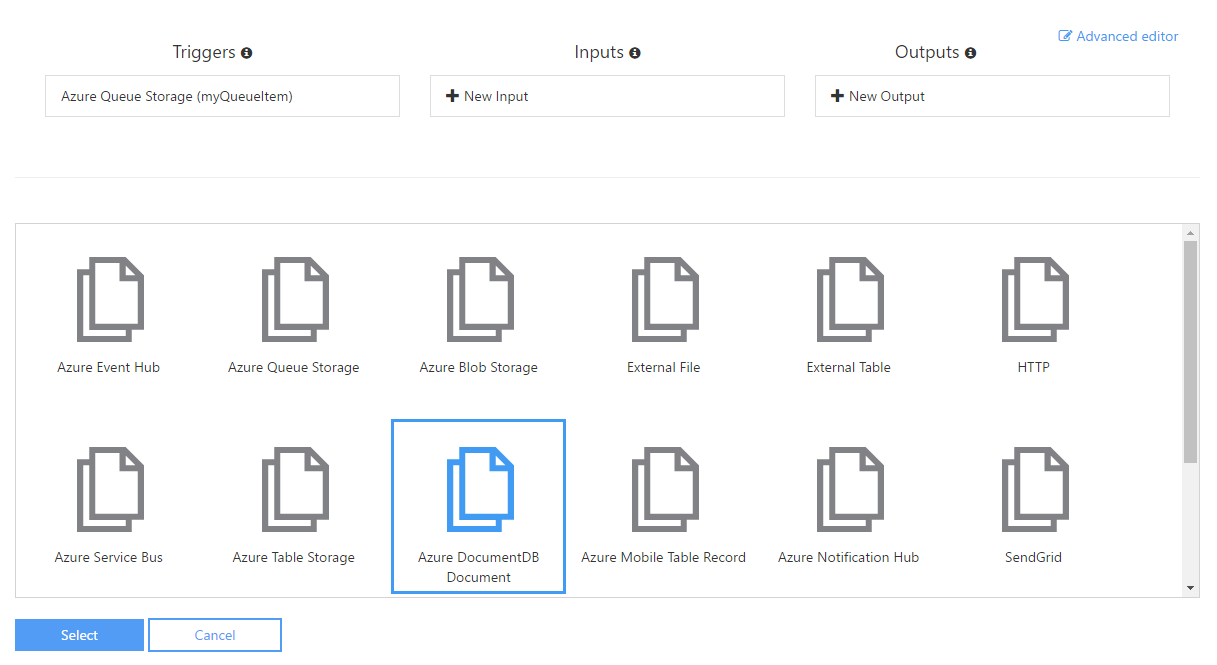 Advanced editor
Triggers
Inputs
Outputs
Azure Queue Storage (myQueueItem)
New Input
New Output
Azure Event Hub
Azure Queue Storage
Azure Blob Storage
External File
External Table
HTTP
Azure Service Bus
Azure Table Storage
Azure DocumentDB
Document
Azure Mobile Table Record
Azure Notification Hub
SendGrid
Select
Cancel